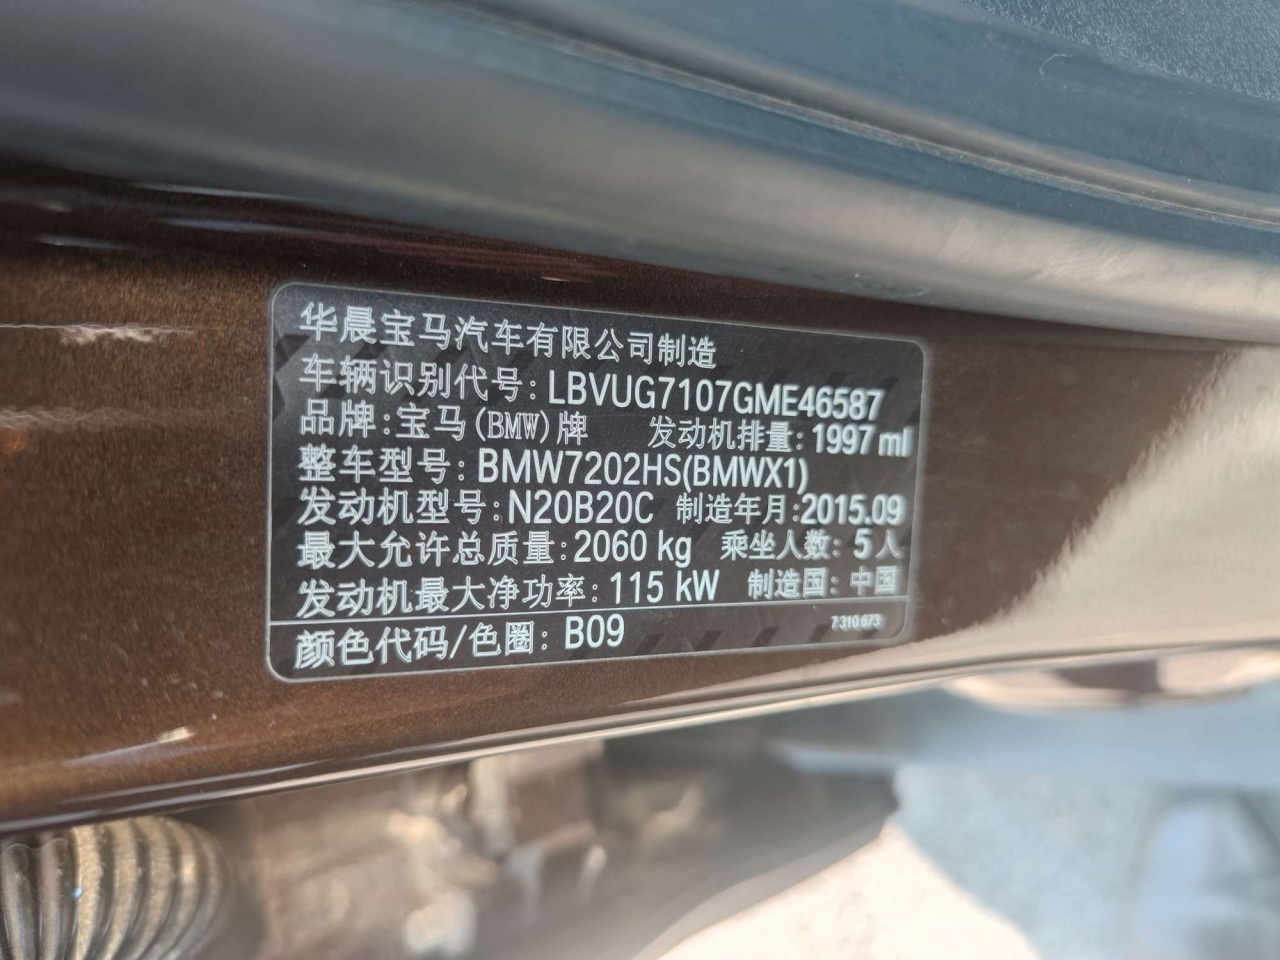 华晨宝马汽车有限公司制造
车辆识别代号:LBVUG7107GME46587
品牌:宝马(BMW)牌 发动机排量:1997 ml
整车型号:BMW7202HS(BMWX1)
发动机型号:N20B20C 制造年月:2015.09
最大允许总质量:2060 kg 乘坐人数:5人
发动机最大净功率:115 kW 制造国:中国
颜色代码/色圈:B09 7 310 673